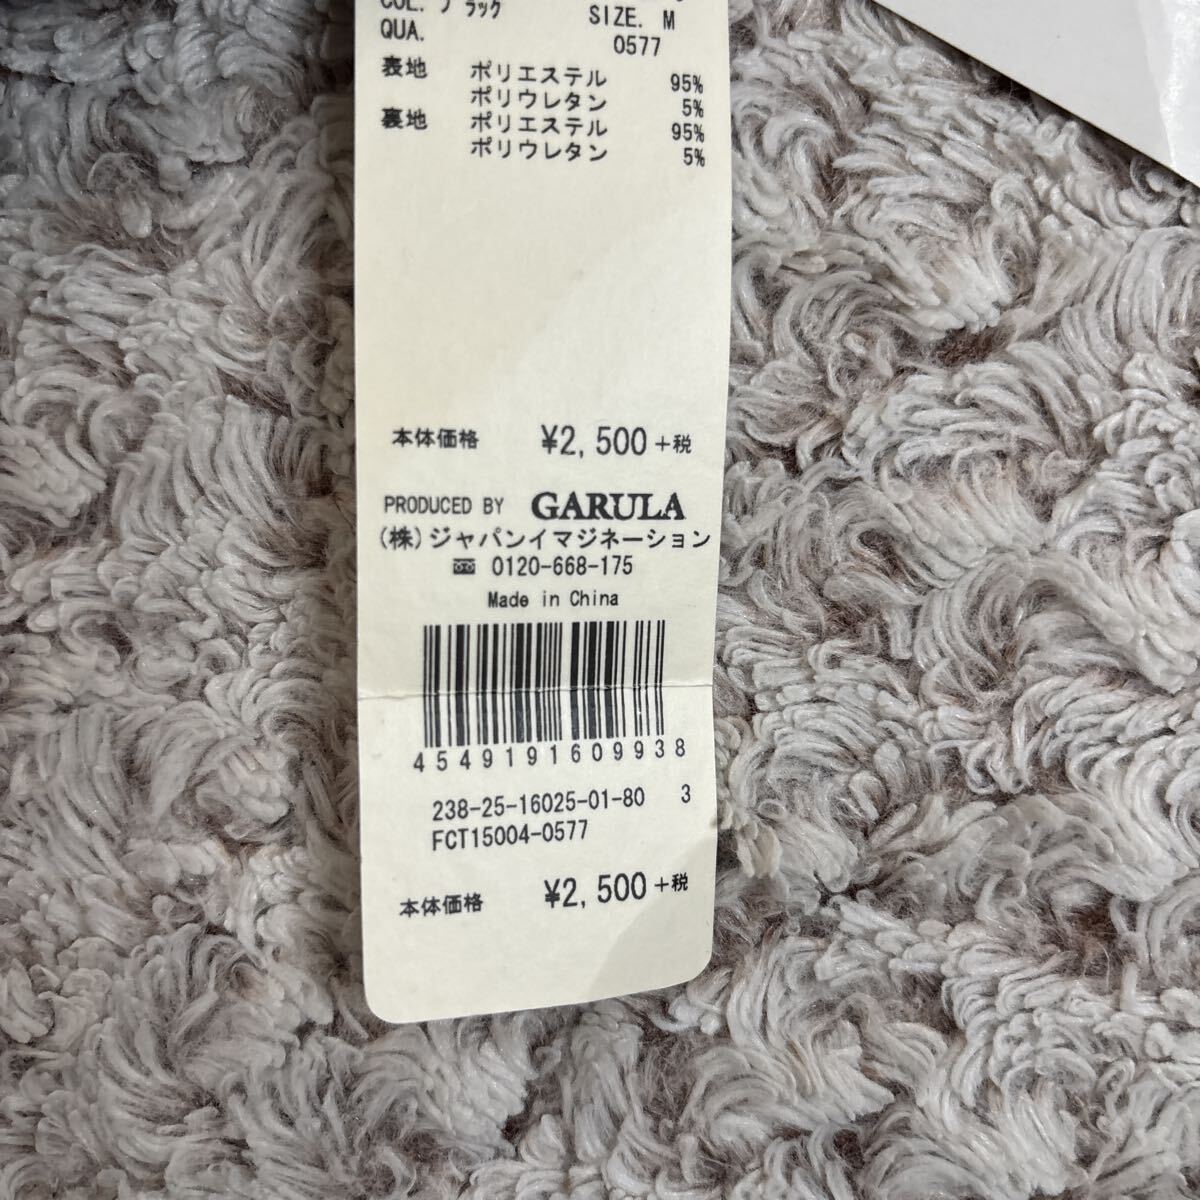 COL. ブラック
SIZE. M
QUA.
0577
表地 ポリエステル 95%
ポリウレタン 5%
裏地 ポリエステル 95%
ポリウレタン 5%
本体価格 ¥2,500+税
PRODUCED BY GARULA
(株)ジャパンイマジネーション
0120-668-175
Made in China
4549191609938
238-25-16025-01-80 3
FCT15004-0577
本体価格 ¥2,500+税